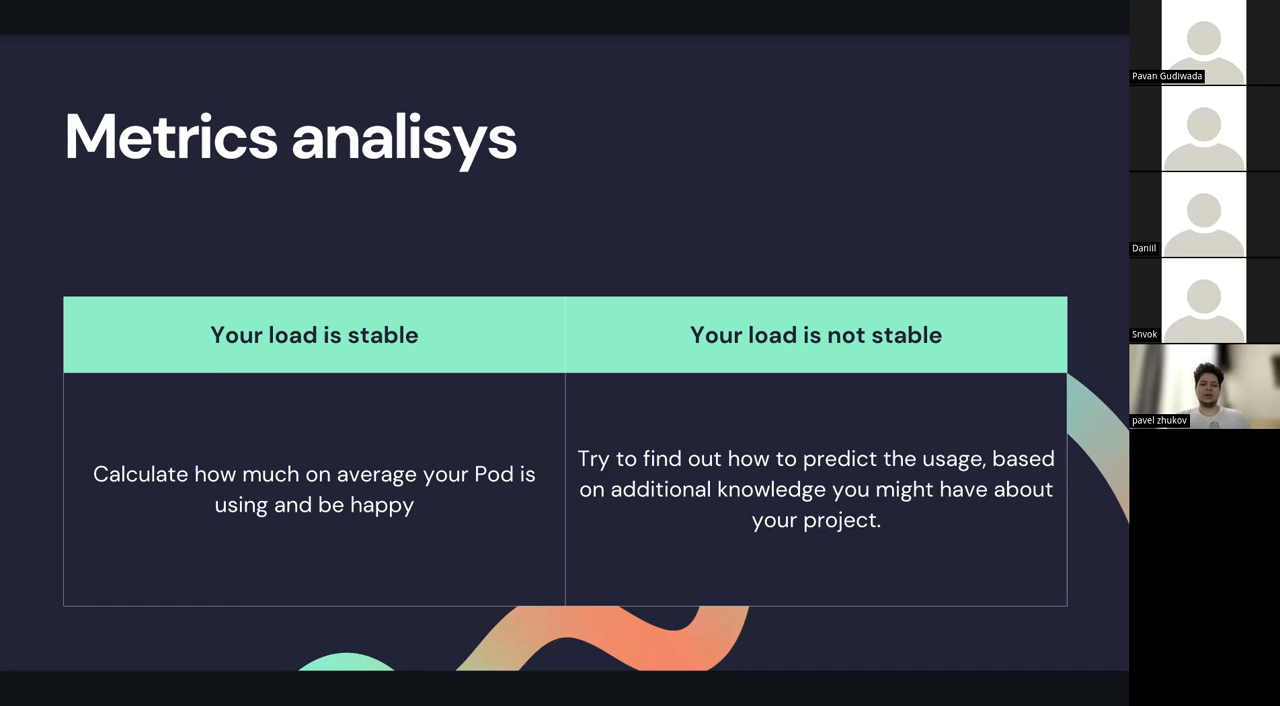 Metrics analisys
Your load is stable
Your load is not stable
Calculate how much on average your Pod is
using and be happy
Try to find out how to predict the usage, based
on additional knowledge you might have about
your project.
Pavan Gudiwada
Daniil
Snvok
pavel zhukov